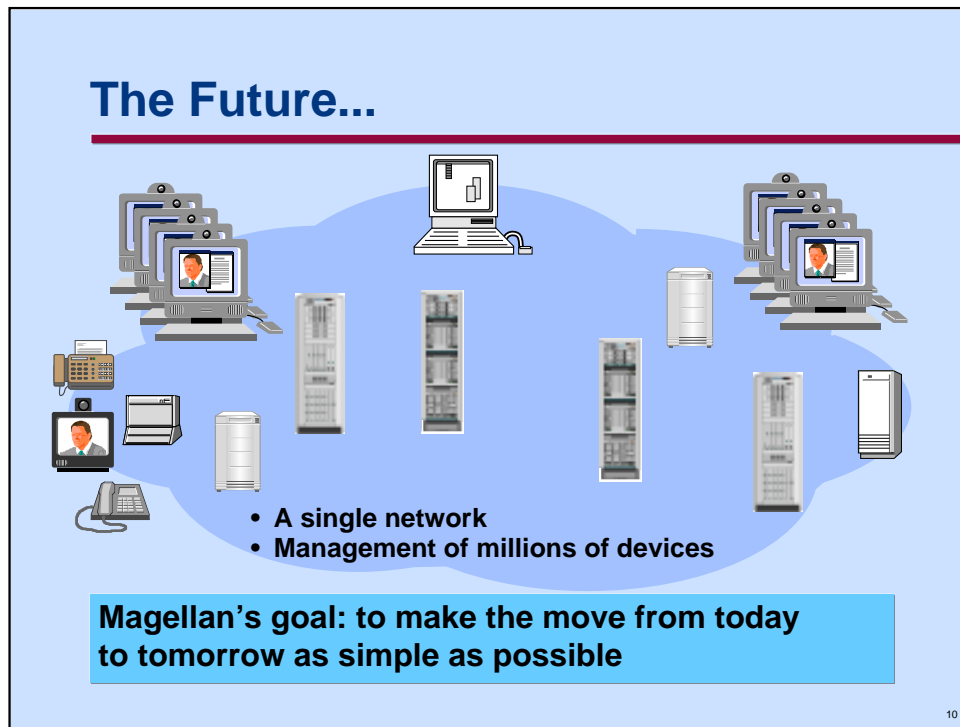 The Future...
• A single network
• Management of millions of devices
Magellan's goal: to make the move from today
to tomorrow as simple as possible
10